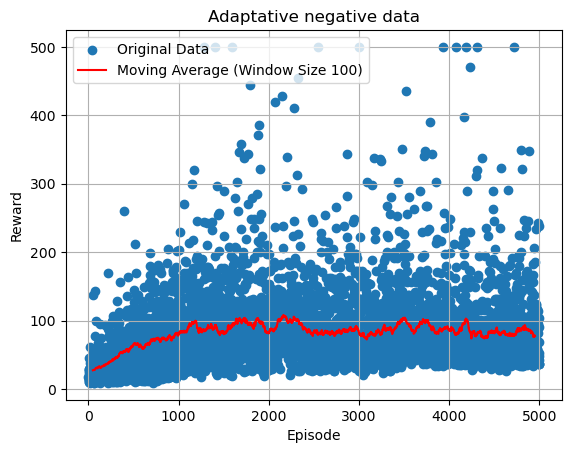 Adaptative negative data
Original Data
Moving Average (Window Size 100)
500
400
300
200
100
0
Reward
0 1000 2000 3000 4000 5000
Episode